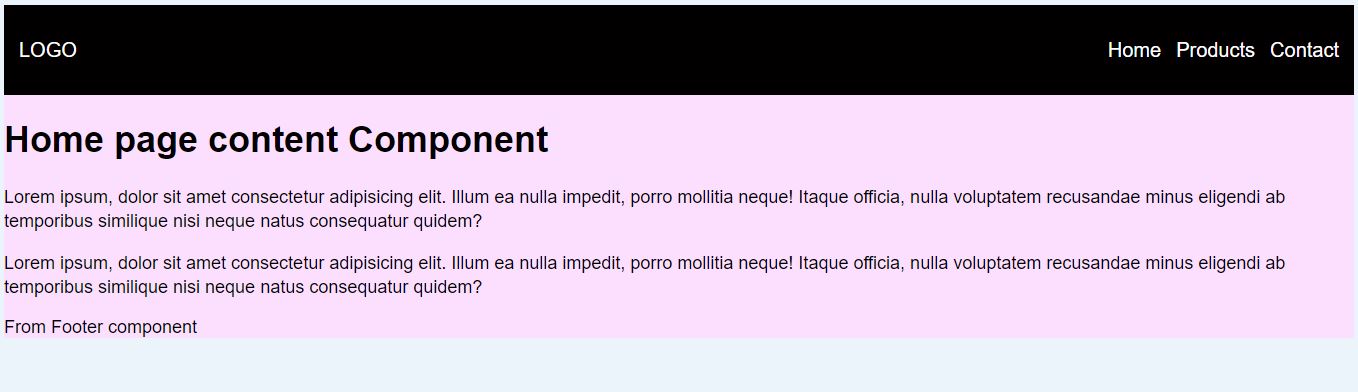 LOGO
Home Products Contact
Home page content Component
Lorem ipsum, dolor sit amet consectetur adipisicing elit. Illum ea nulla impedit, porro mollitia neque! Itaque officia, nulla voluptatem recusandae minus eligendi ab
temporibus similique nisi neque natus consequatur quidem?
Lorem ipsum, dolor sit amet consectetur adipisicing elit. Illum ea nulla impedit, porro mollitia neque! Itaque officia, nulla voluptatem recusandae minus eligendi ab
temporibus similique nisi neque natus consequatur quidem?
From Footer component